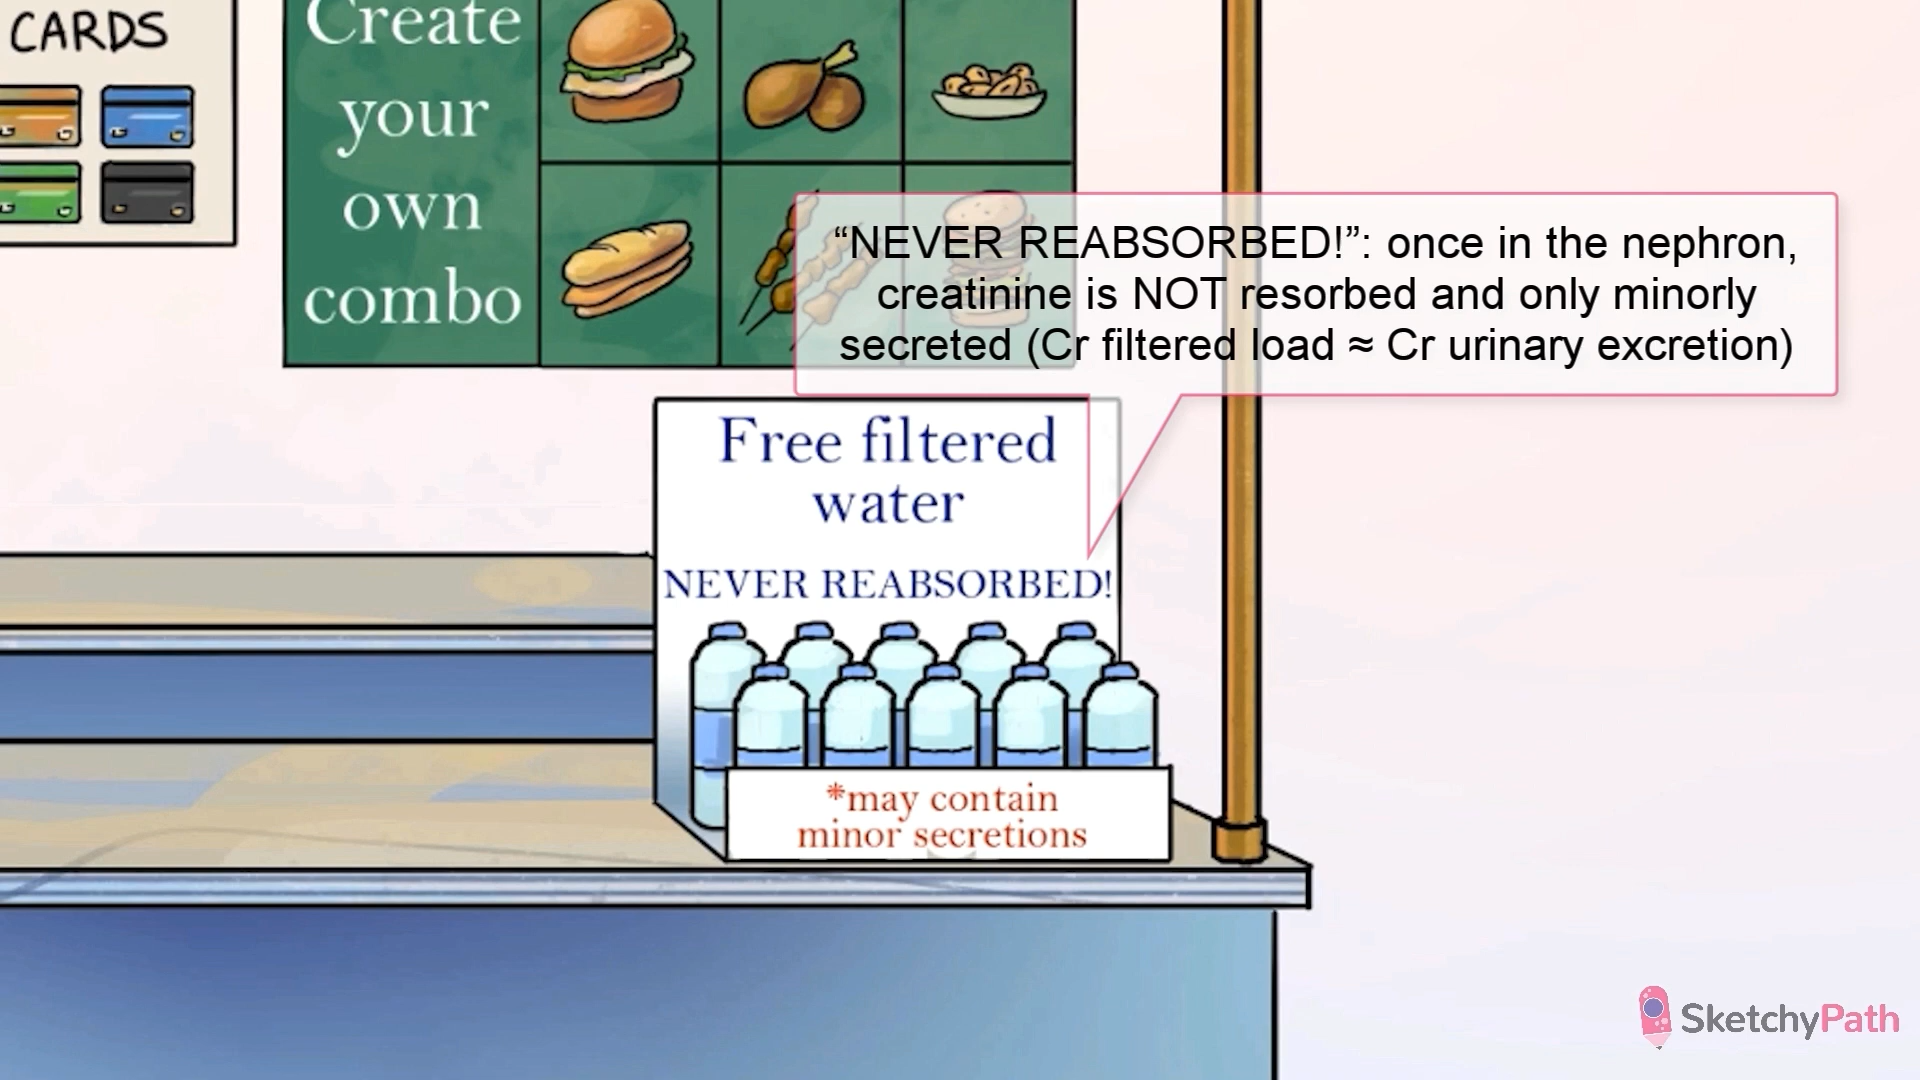 CARDS
Create
your
own
combo
“NEVER REABSORBED!”: once in the nephron,
creatinine is NOT resorbed and only minorly
secreted (Cr filtered load ≈ Cr urinary excretion)
Free filtered
water
NEVER REABSORBED!
*may contain
minor secretions
SketchyPath